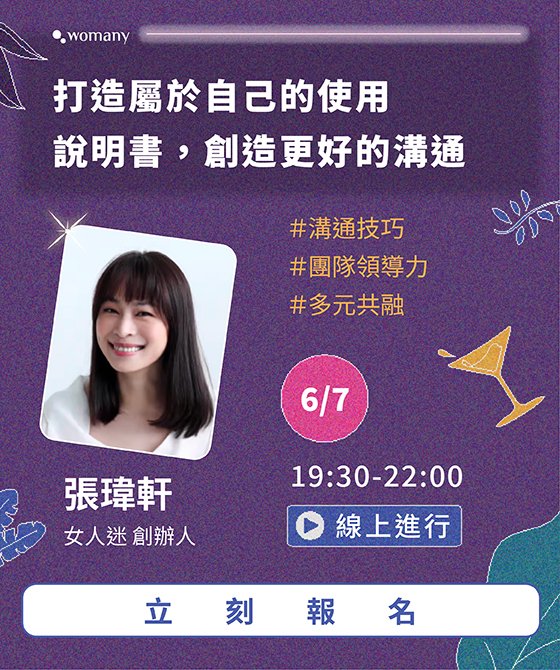 womany
打造屬於自己的使用
說明書，創造更好的溝通
#溝通技巧
#團隊領導力
#多元共融
6/7
19:30-22:00
線上進行
張瑋軒
女人迷 創辦人
立刻報名